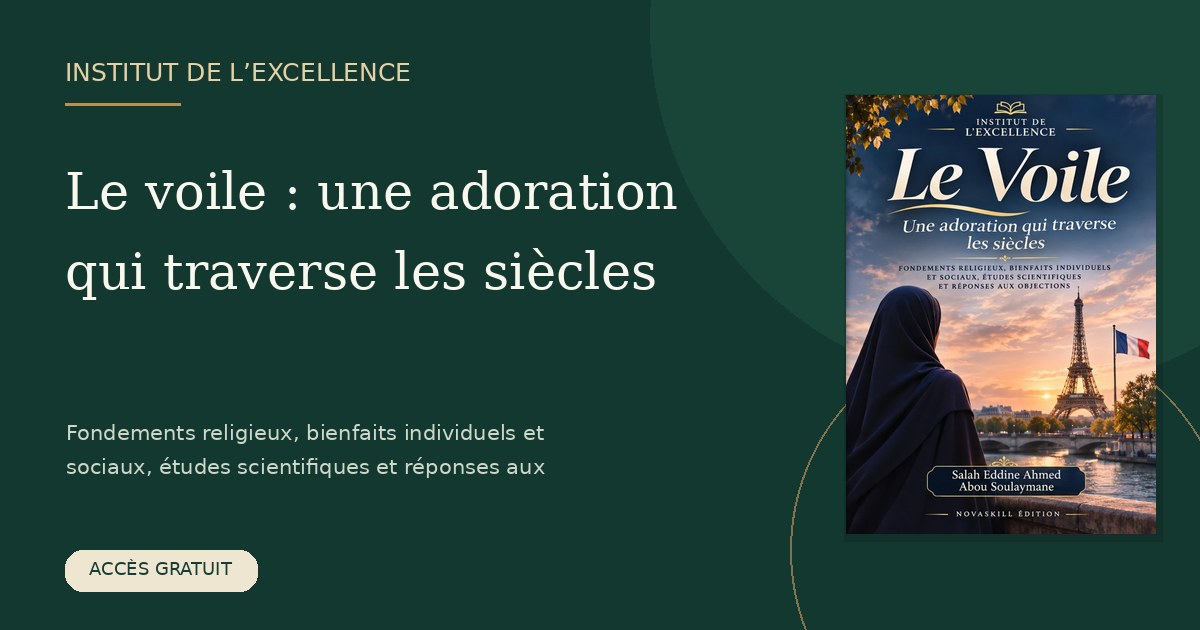 INSTITUT DE L’EXCELLENCE
Le voile : une adoration
qui traverse les siècles
Fondements religieux, bienfaits individuels et
sociaux, études scientifiques et réponses aux
ACCÈS GRATUIT
INSTITUT DE
L'EXCELLENCE
Le Voile
Une adoration qui traverse
les siècles
FONDEMENTS RELIGIEUX, BIENFAITS INDIVIDUELS
ET SOCIAUX, ÉTUDES SCIENTIFIQUES
ET RÉPONSES AUX OBJECTIONS
Salah Eddine Ahmed
Abou Soulaymane
NOVASKILL ÉDITION